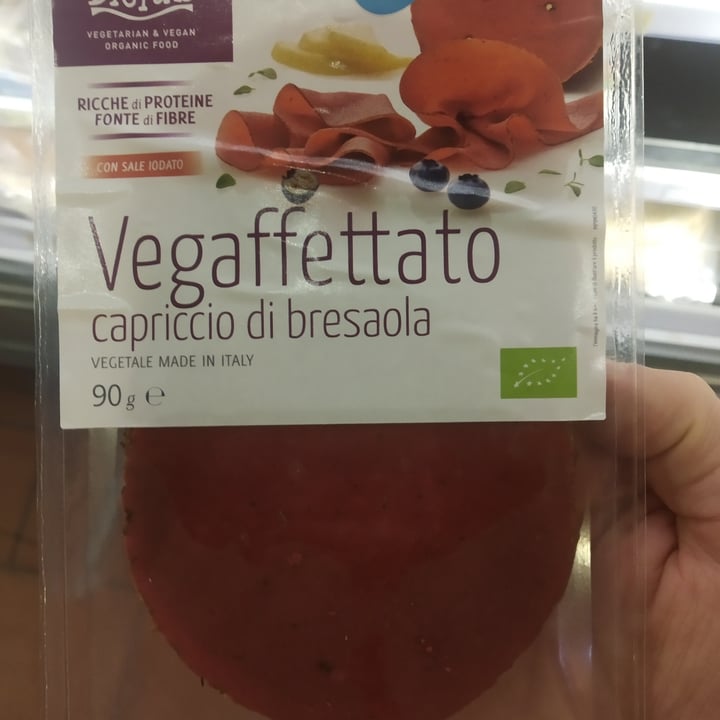 VEGETARIAN & VEGAN
ORGANIC FOOD
RICCHE di PROTEINE
FONTE di FIBRE
CON SALE IODATO
Vegaffettato
capriccio di bresaola
VEGETALE MADE IN ITALY
90 g e